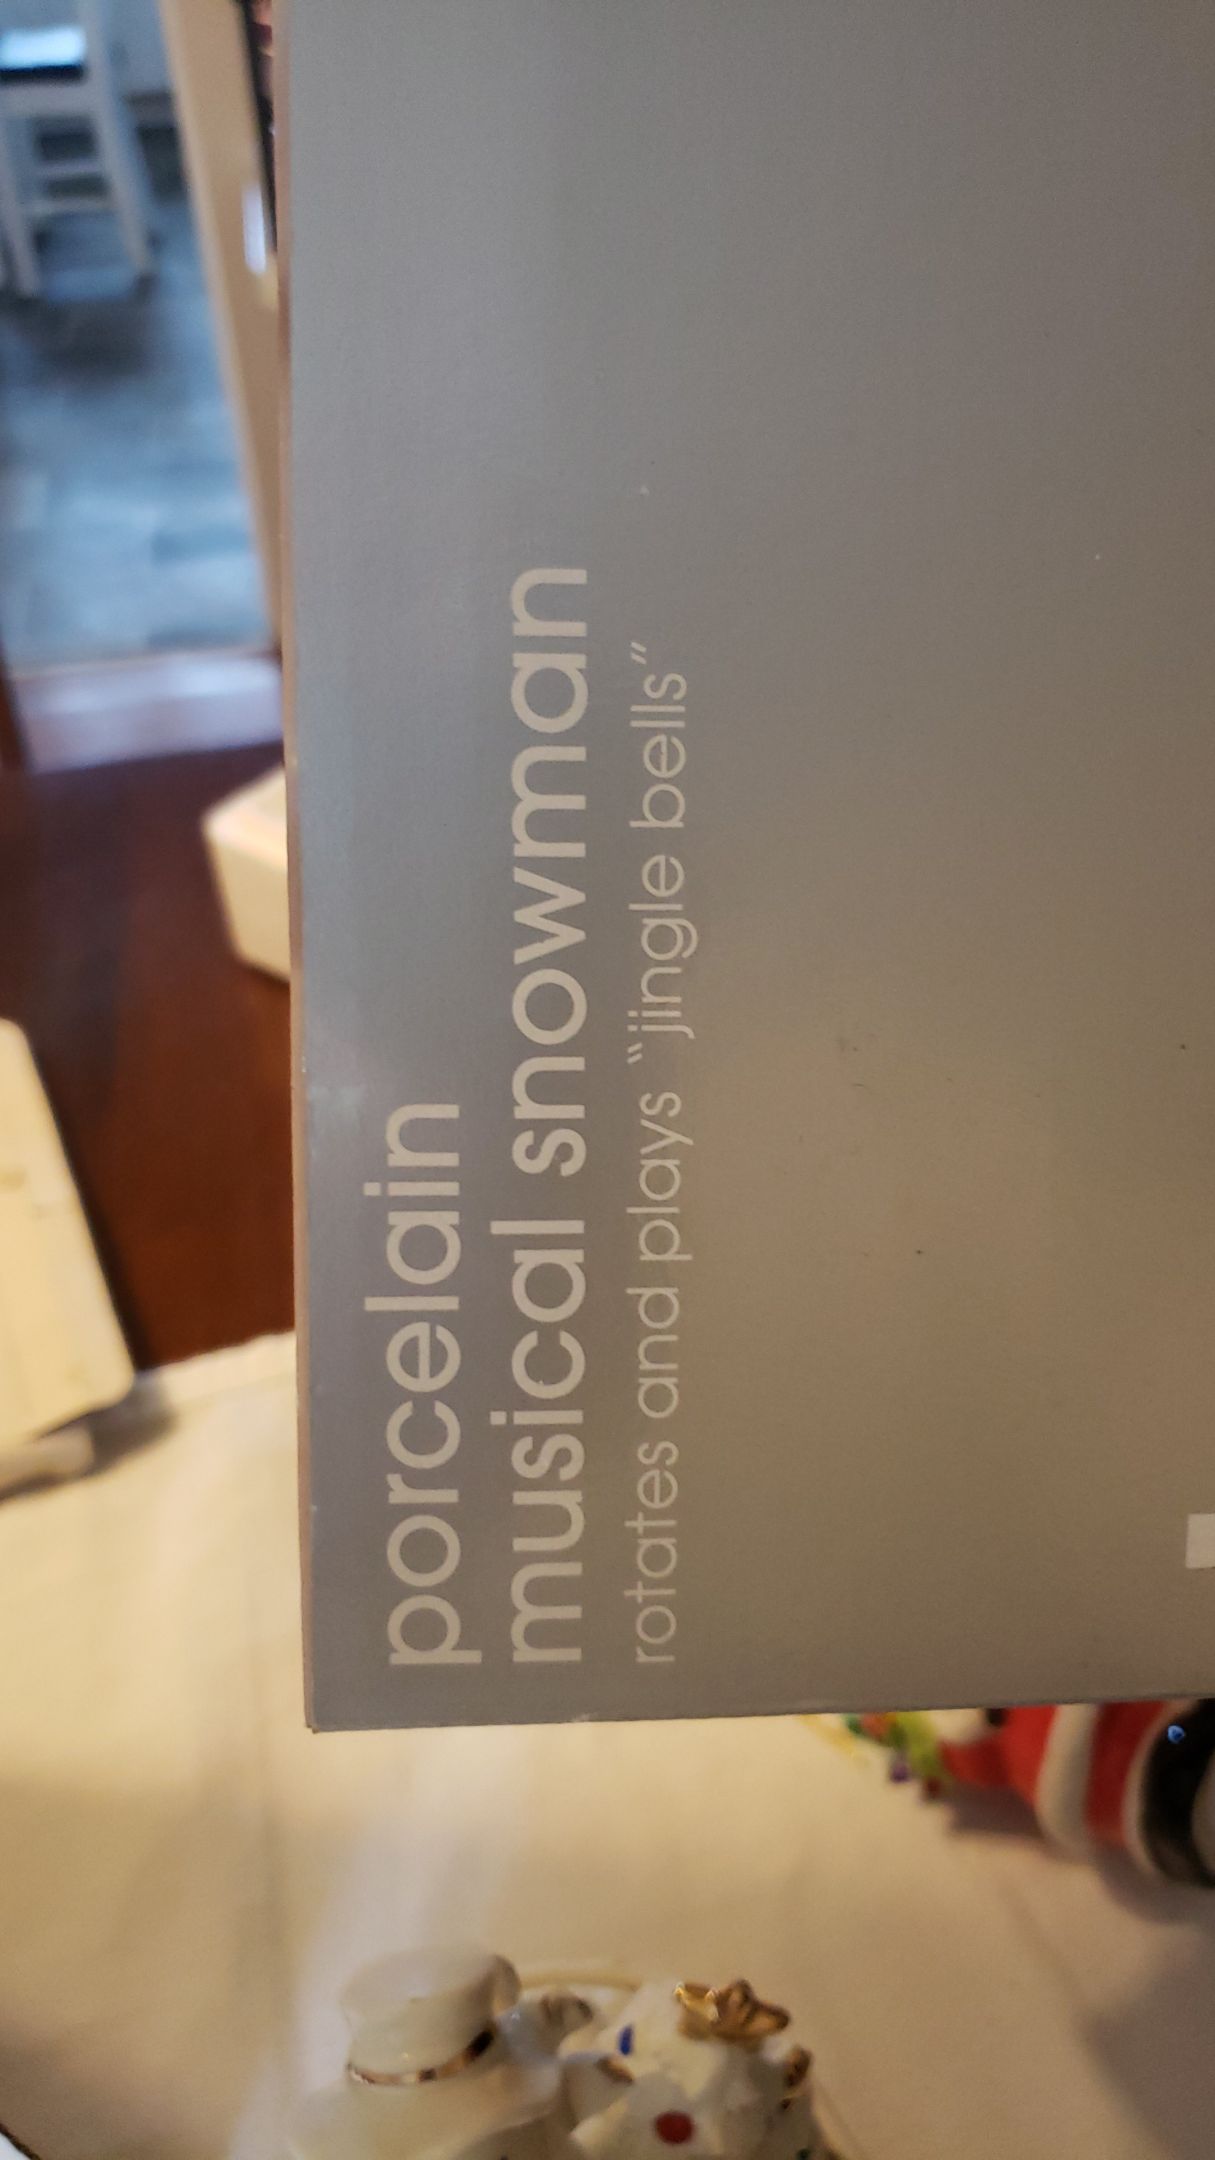 porcelain
musical snowman
rotates and plays “jingle bells”